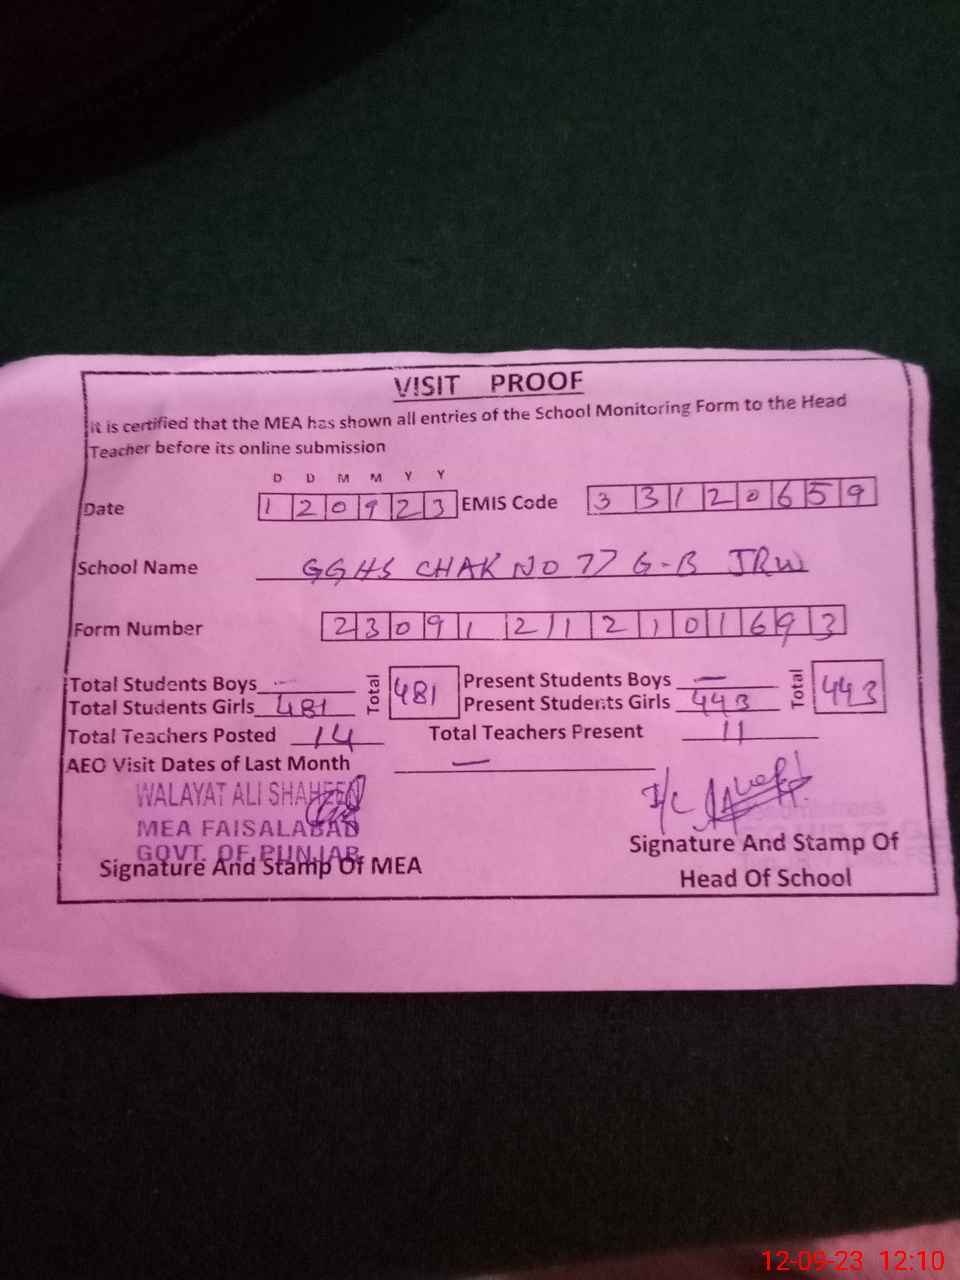 VISIT PROOF
It is certified that the MEA has shown all entries of the School Monitoring Form to the Head
Teacher before its online submission
D D M M Y Y
Date 1 2 0 9 2 3 EMIS Code 3 3 1 2 0 6 5 9
School Name GGHS CHAK NO 77 G-B JRW
Form Number 2 3 0 9 1 2 1 1 2 1 0 1 6 9 3
Total Students Boys - Total 481 Present Students Boys - Total 443
Total Students Girls 481 Present Students Girls 443
Total Teachers Posted 14 Total Teachers Present 11
AEO Visit Dates of Last Month -
WALAYAT ALI SHAHEEN I/C
MEA FAISALABAD
GOVT. OF PUNJAB
Signature And Stamp Of MEA Signature And Stamp Of
Head Of School
12-09-23 12:10